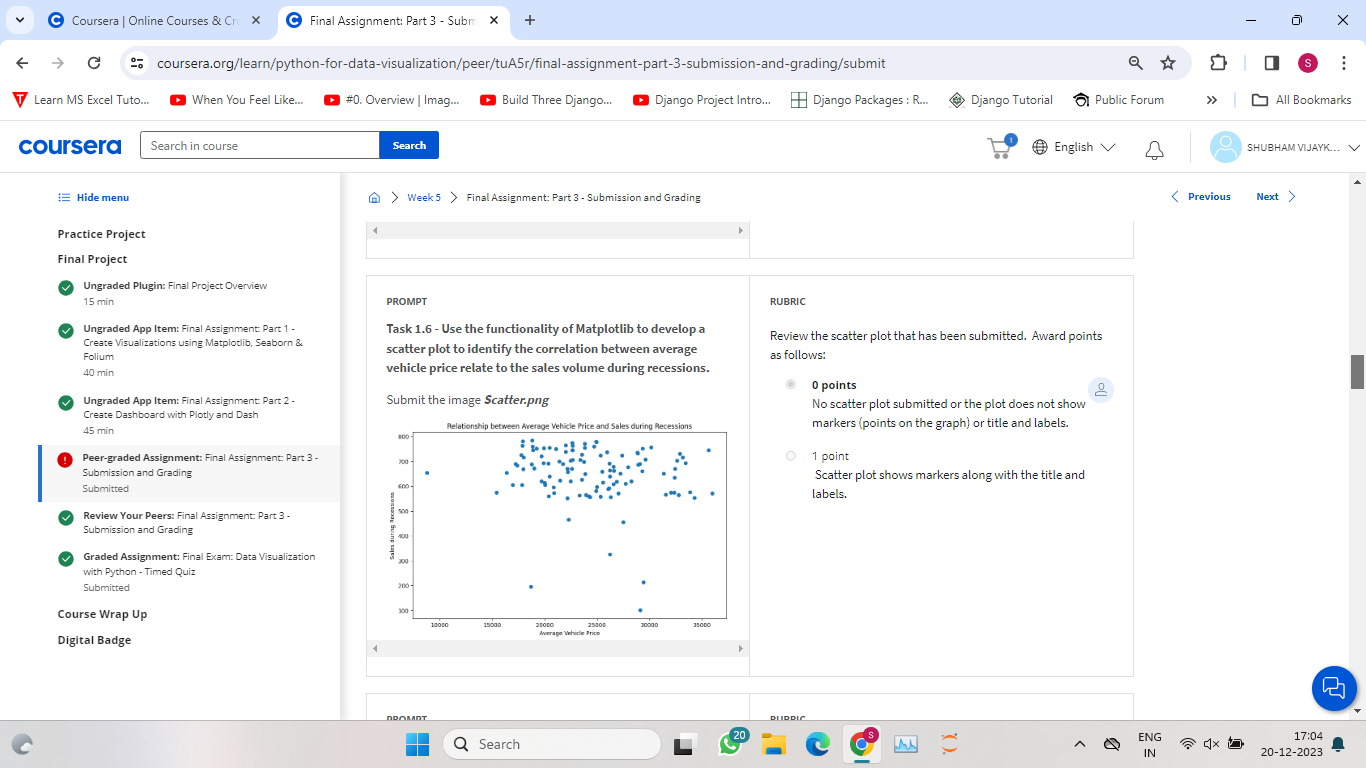 Coursera | Online Courses & Cr
Final Assignment: Part 3 - Subm
coursera.org/learn/python-for-data-visualization/peer/tuA5r/final-assignment-part-3-submission-and-grading/submit
S
Learn MS Excel Tuto...
When You Feel Like...
#0. Overview | Imag...
Build Three Django...
Django Project Intro...
Django Packages : R...
Django Tutorial
Public Forum
All Bookmarks
coursera
Search in course
Search
1
English
SHUBHAM VIJAYK...
Hide menu
Week 5
Final Assignment: Part 3 - Submission and Grading
Previous
Next
Practice Project
Final Project
Ungraded Plugin: Final Project Overview
15 min
Ungraded App Item: Final Assignment: Part 1 -
Create Visualizations using Matplotlib, Seaborn &
Folium
40 min
Ungraded App Item: Final Assignment: Part 2 -
Create Dashboard with Plotly and Dash
45 min
Peer-graded Assignment: Final Assignment: Part 3 -
Submission and Grading
Submitted
Review Your Peers: Final Assignment: Part 3 -
Submission and Grading
Graded Assignment: Final Exam: Data Visualization
with Python - Timed Quiz
Submitted
Course Wrap Up
Digital Badge
PROMPT
Task 1.6 - Use the functionality of Matplotlib to develop a
scatter plot to identify the correlation between average
vehicle price relate to the sales volume during recessions.
Submit the image Scatter.png
Relationship between Average Vehicle Price and Sales during Recessions
800
700
600
500
400
300
200
100
Sales during Recessions
10000
15000
20000
25000
30000
35000
Average Vehicle Price
RUBRIC
Review the scatter plot that has been submitted. Award points
as follows:
0 points
No scatter plot submitted or the plot does not show
markers (points on the graph) or title and labels.
1 point
Scatter plot shows markers along with the title and
labels.
PROMPT
RUBRIC
Search
20
S
ENG
IN
17:04
20-12-2023